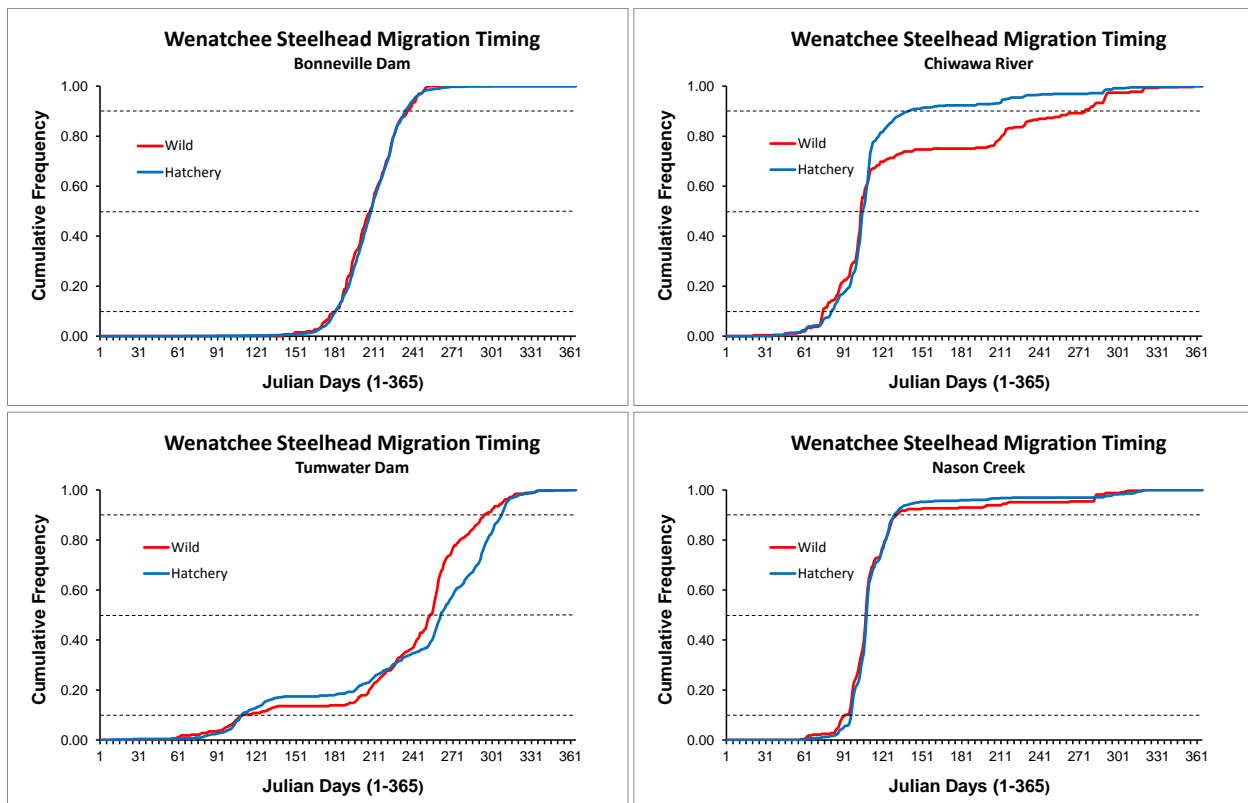 Wenatchee Steelhead Migration Timing
Bonneville Dam
Cumulative Frequency
1.00
0.80
0.60
0.40
0.20
0.00
Wild
Hatchery
1 31 61 91 121 151 181 211 241 271 301 331 361
Julian Days (1-365)
Wenatchee Steelhead Migration Timing
Chiwawa River
Cumulative Frequency
1.00
0.80
0.60
0.40
0.20
0.00
Wild
Hatchery
1 31 61 91 121 151 181 211 241 271 301 331 361
Julian Days (1-365)
Wenatchee Steelhead Migration Timing
Tumwater Dam
Cumulative Frequency
1.00
0.80
0.60
0.40
0.20
0.00
Wild
Hatchery
1 31 61 91 121 151 181 211 241 271 301 331 361
Julian Days (1-365)
Wenatchee Steelhead Migration Timing
Nason Creek
Cumulative Frequency
1.00
0.80
0.60
0.40
0.20
0.00
Wild
Hatchery
1 31 61 91 121 151 181 211 241 271 301 331 361
Julian Days (1-365)